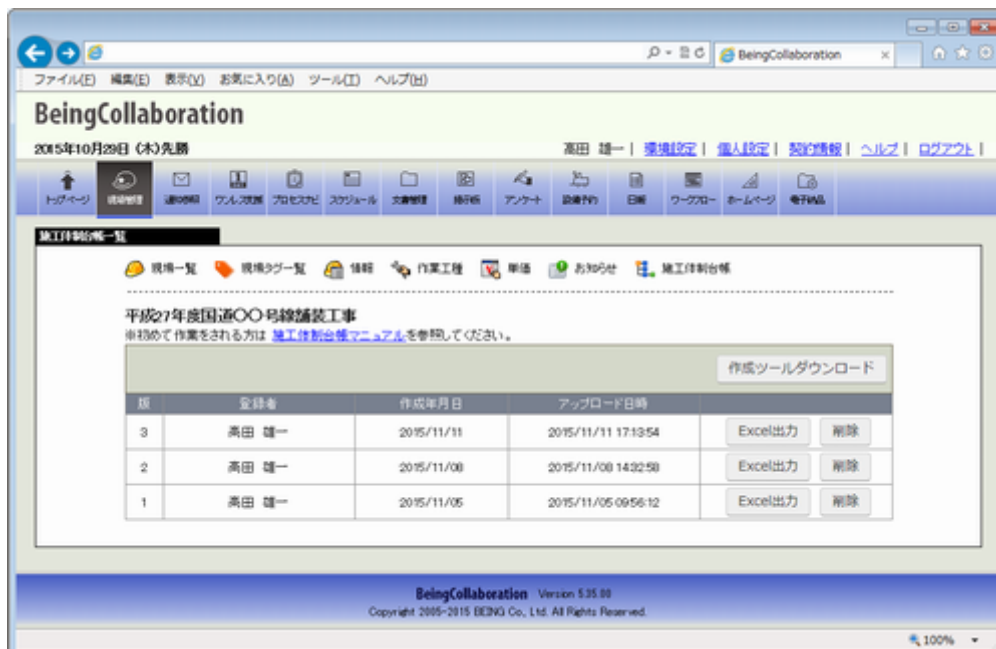 BeingCollaboration
ファイル(F) 編集(E) 表示(V) お気に入り(A) ツール(T) ヘルプ(H)
BeingCollaboration
2015年10月29日 (木)先勝 高田 雄一 | 環境設定 | 個人設定 | 契約情報 | ヘルプ | ログアウト |
トップページ 現場管理 ワンレス スケジュール 文書管理 掲示板 アンケート 設備予約 日報 ワークフロー ホームページ 電子納品
施工体制台帳一覧
現場一覧 現場タグ一覧 情報 作業工種 単価 お知らせ 施工体制台帳
平成27年度国道〇〇号線舗装工事
※初めて作業をされる方は 施工体制台帳マニュアルを参照してください。
作成ツールダウンロード
版 登録者 作成年月日 アップロード日時
3 高田 雄一 2015/11/11 2015/11/11 17:13:54 Excel出力 削除
2 高田 雄一 2015/11/08 2015/11/08 14:32:58 Excel出力 削除
1 高田 雄一 2015/11/05 2015/11/05 09:56:12 Excel出力 削除
BeingCollaboration Version 5.35.00
Copyright 2005-2015 BEING Co., Ltd. All Rights Reserved.
100%